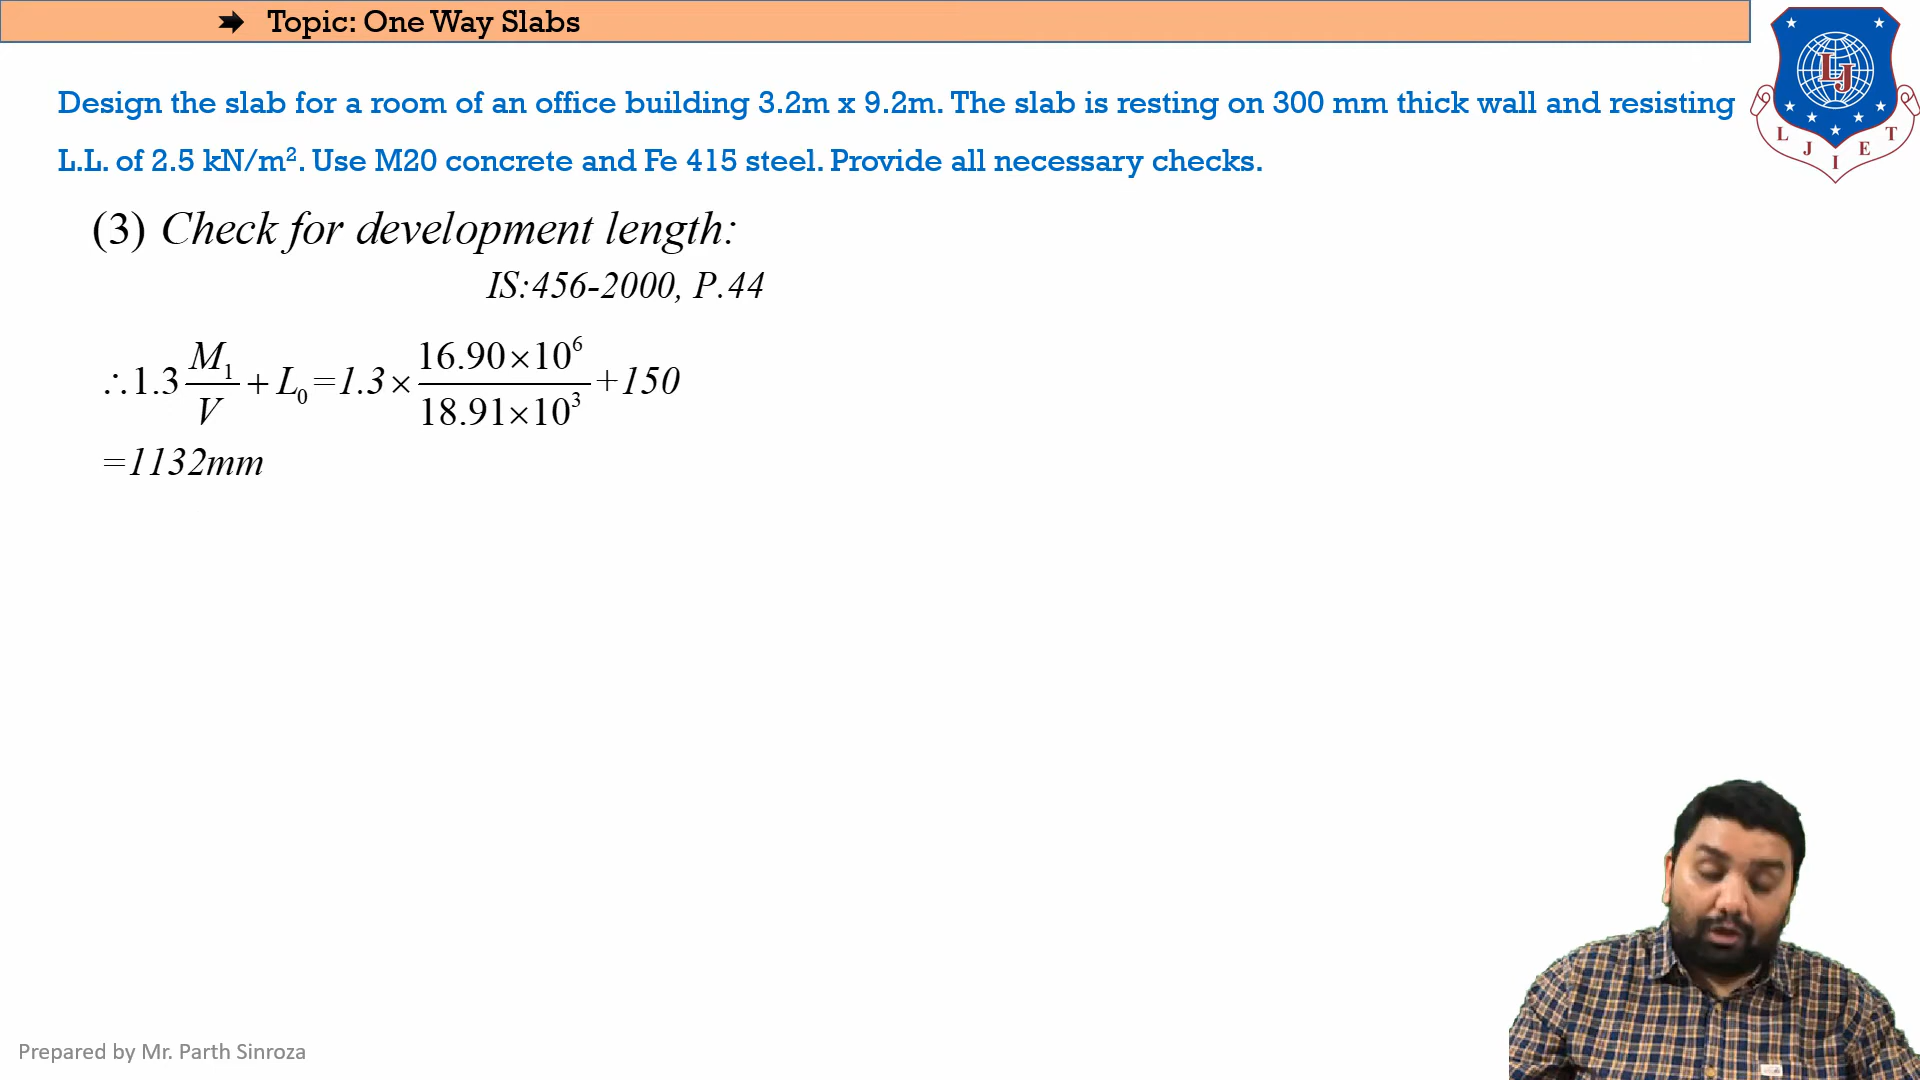 Topic: One Way Slabs
Design the slab for a room of an office building 3.2m x 9.2m. The slab is resting on 300 mm thick wall and resisting
L.L. of 2.5 kN/m². Use M20 concrete and Fe 415 steel. Provide all necessary checks.
(3) Check for development length:
IS:456-2000, P.44
∴1.3 M₁/V + L₀ =1.3× 16.90×10⁶/18.91×10³ +150
=1132mm
LJ
L J I E T
Prepared by Mr. Parth Sinroza